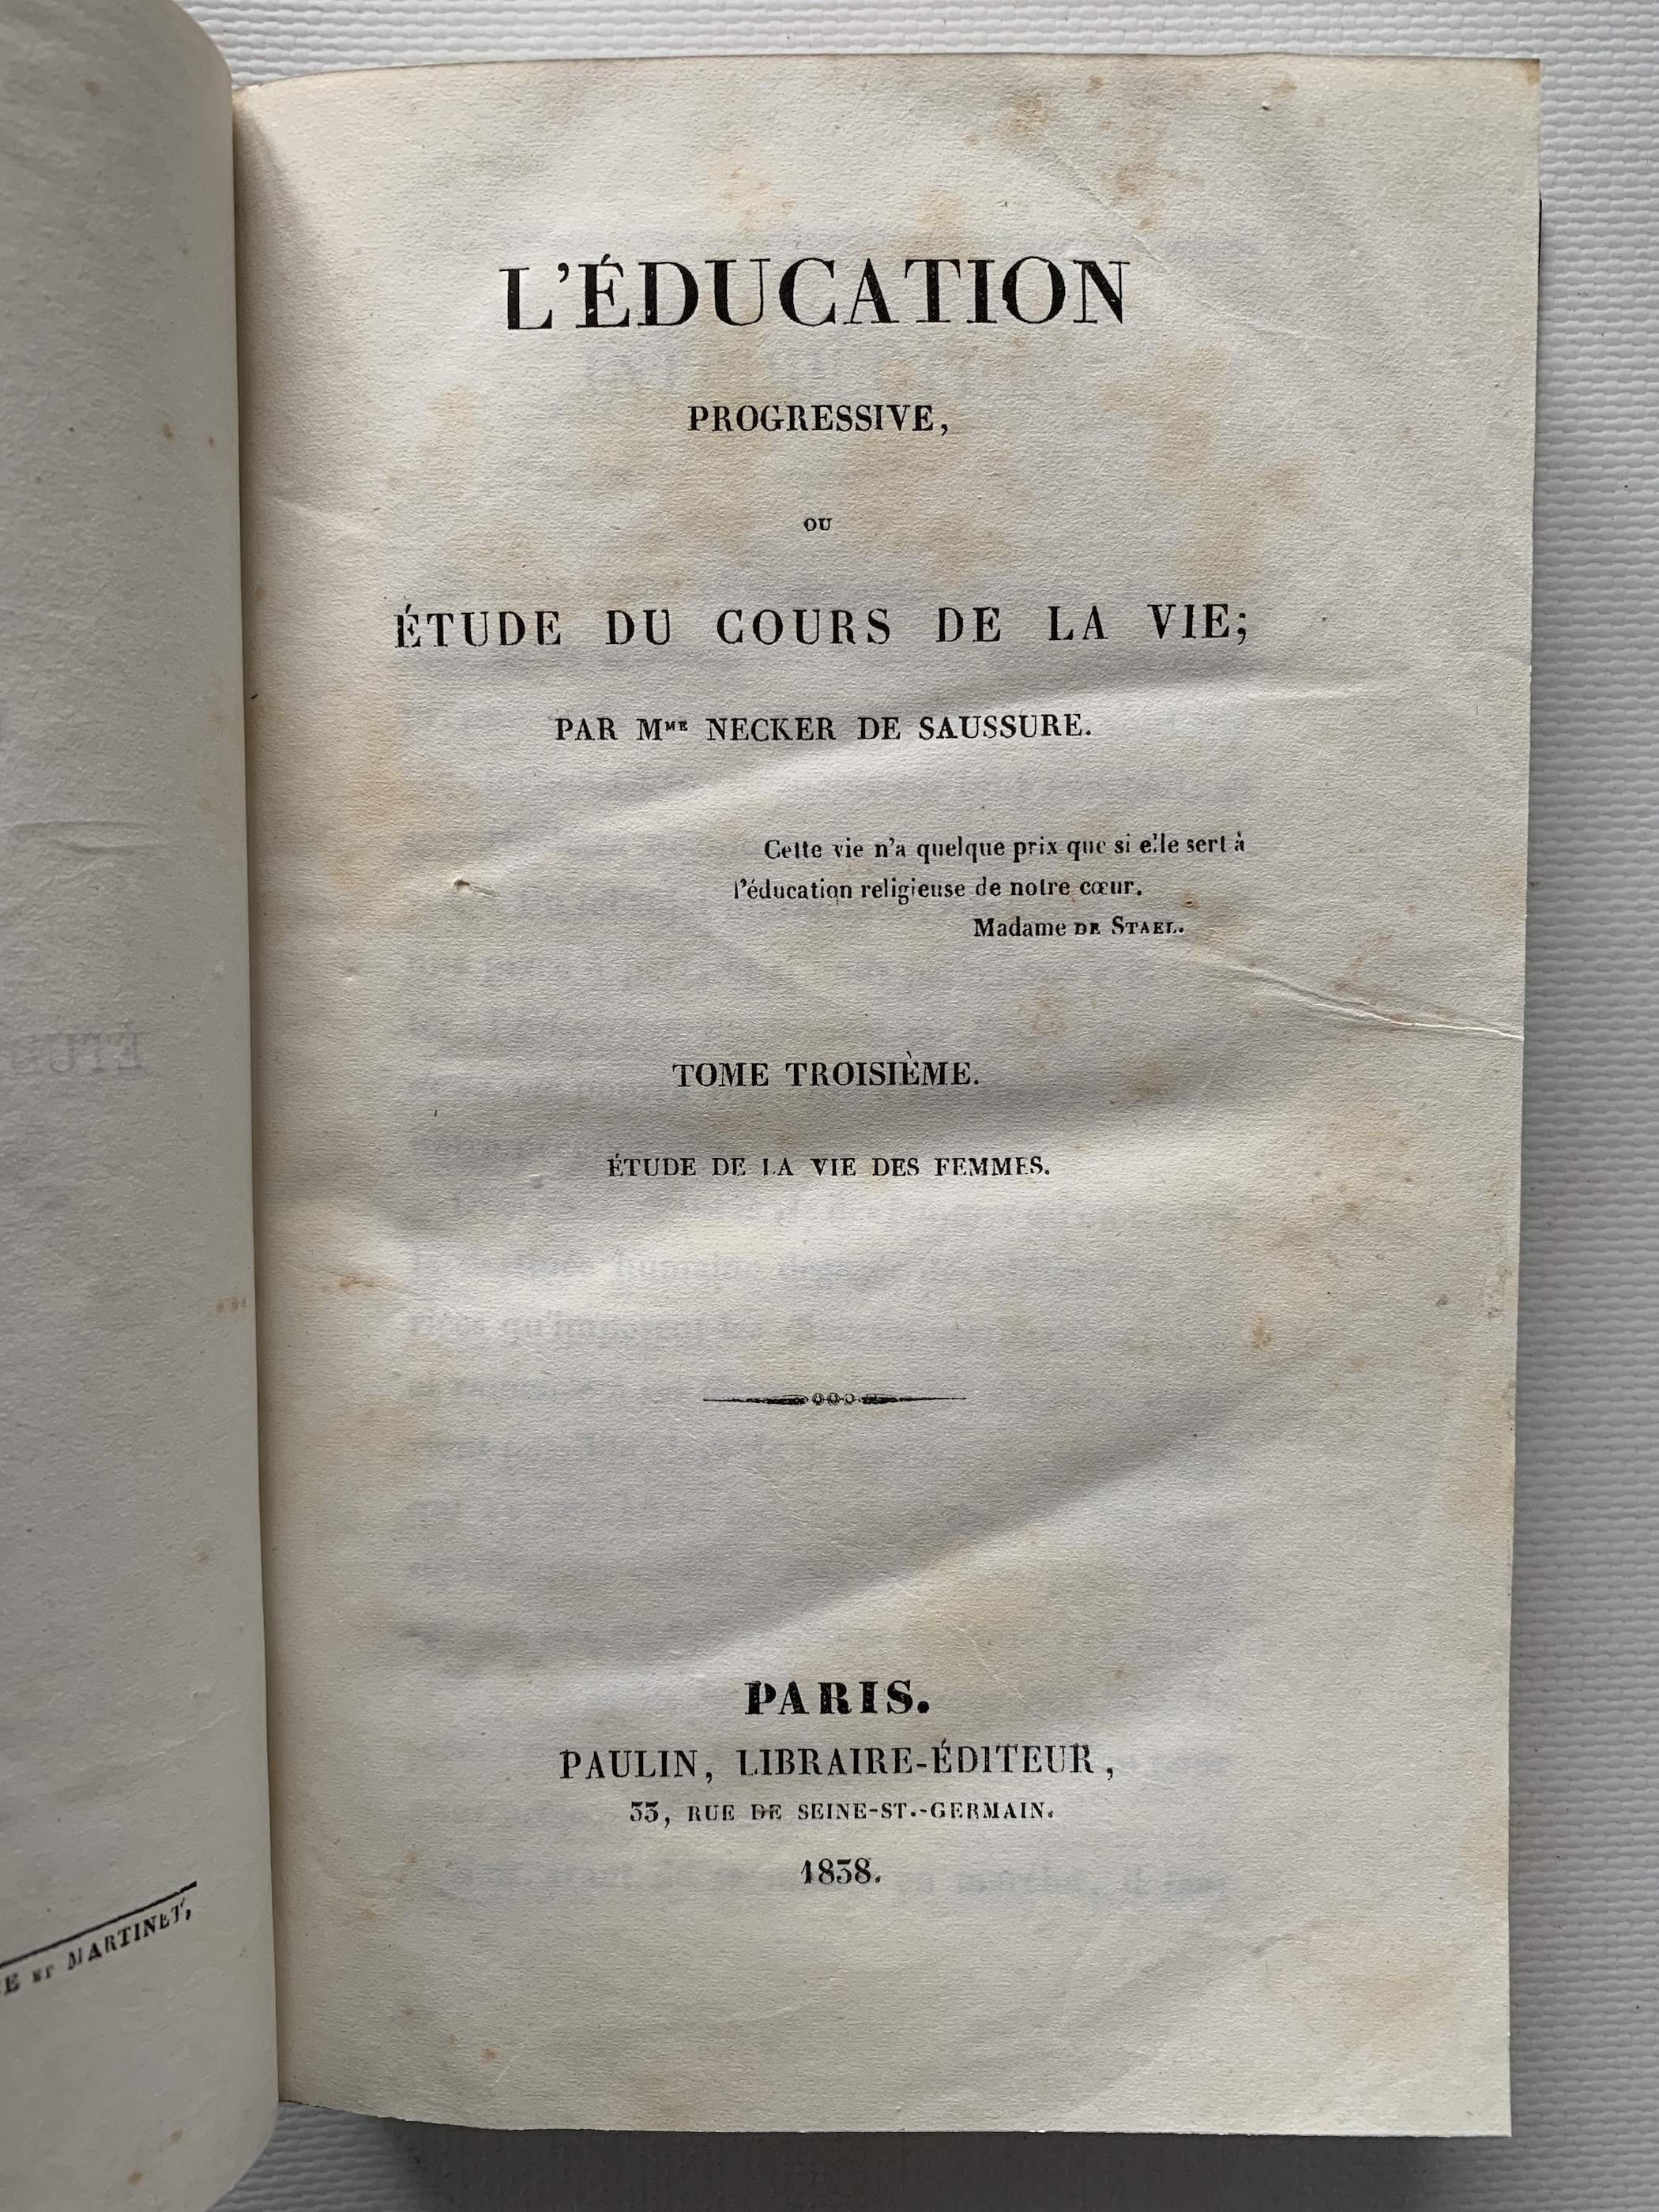 L'ÉDUCATION
PROGRESSIVE,
OU
ÉTUDE DU COURS DE LA VIE;
PAR Mme NECKER DE SAUSSURE.
Cette vie n'a quelque prix que si elle sert à
l'éducation religieuse de notre cœur.
Madame DE STAEL.
TOME TROISIÈME.
ÉTUDE DE LA VIE DES FEMMES.
PARIS.
PAULIN, LIBRAIRE-ÉDITEUR,
33, RUE DE SEINE-ST.-GERMAIN.
1838.
E ET MARTINET,